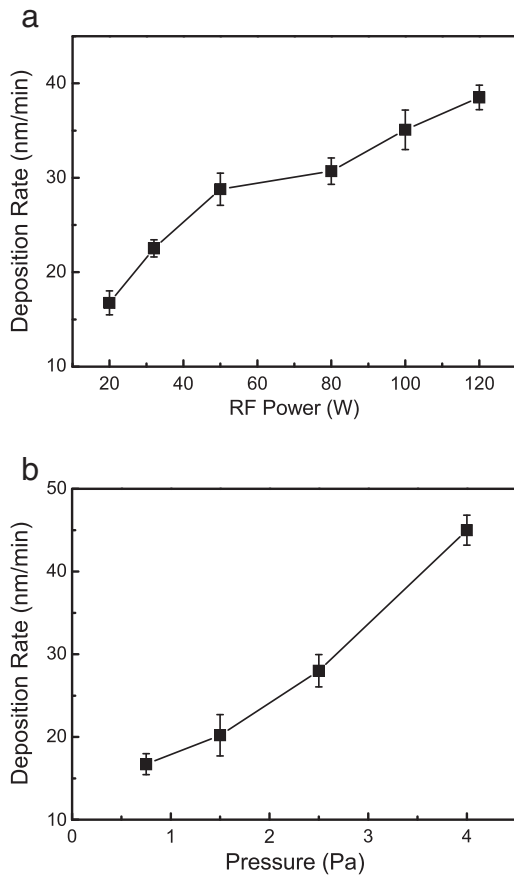 a
Deposition Rate (nm/min)
40
30
20
10
20 40 60 80 100 120
RF Power (W)
b
Deposition Rate (nm/min)
50
40
30
20
10
0 1 2 3 4
Pressure (Pa)